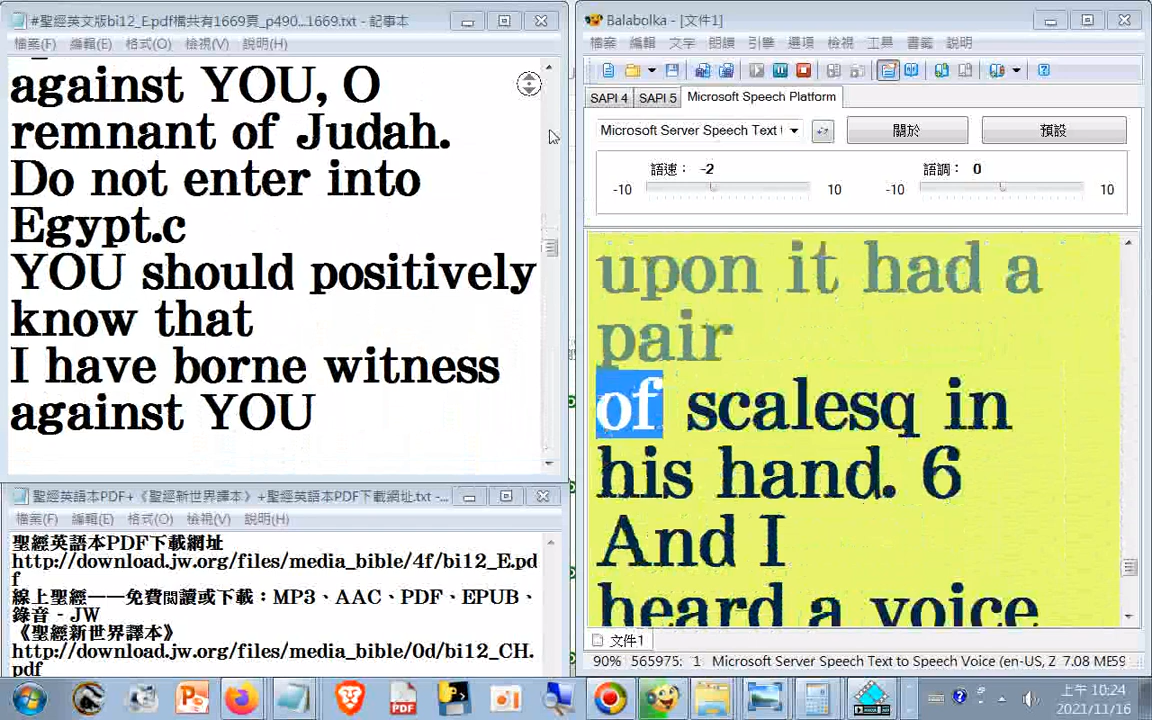 #聖經英文版bi12_E.pdf檔共有1669頁_p490...1669.txt - 記事本
檔案(F) 編輯(E) 格式(O) 檢視(V) 說明(H)
against YOU, O
remnant of Judah.
Do not enter into
Egypt.c
YOU should positively
know that
I have borne witness
against YOU
聖經英語本PDF+《聖經新世界譯本》+聖經英語本PDF下載網址.txt - ...
檔案(F) 編輯(E) 格式(O) 檢視(V) 說明(H)
聖經英語本PDF下載網址
http://download.jw.org/files/media_bible/4f/bi12_E.pd
f
線上聖經──免費閱讀或下載：MP3、AAC、PDF、EPUB、
錄音 - JW
《聖經新世界譯本》
http://download.jw.org/files/media_bible/0d/bi12_CH.
pdf
Balabolka - [文件1]
檔案 編輯 文字 朗讀 引擎 選項 檢視 工具 書籤 說明
SAPI 4 SAPI 5 Microsoft Speech Platform
Microsoft Server Speech Text 關於 預設
語速： -2 語調： 0
-10 10 -10 10
upon it had a
pair
of scalesq in
his hand. 6
And I
heard a voice
文件1
90% 565975: 1 Microsoft Server Speech Text to Speech Voice (en-US, Z 7.08 ME59
上午 10:24
2021/11/16